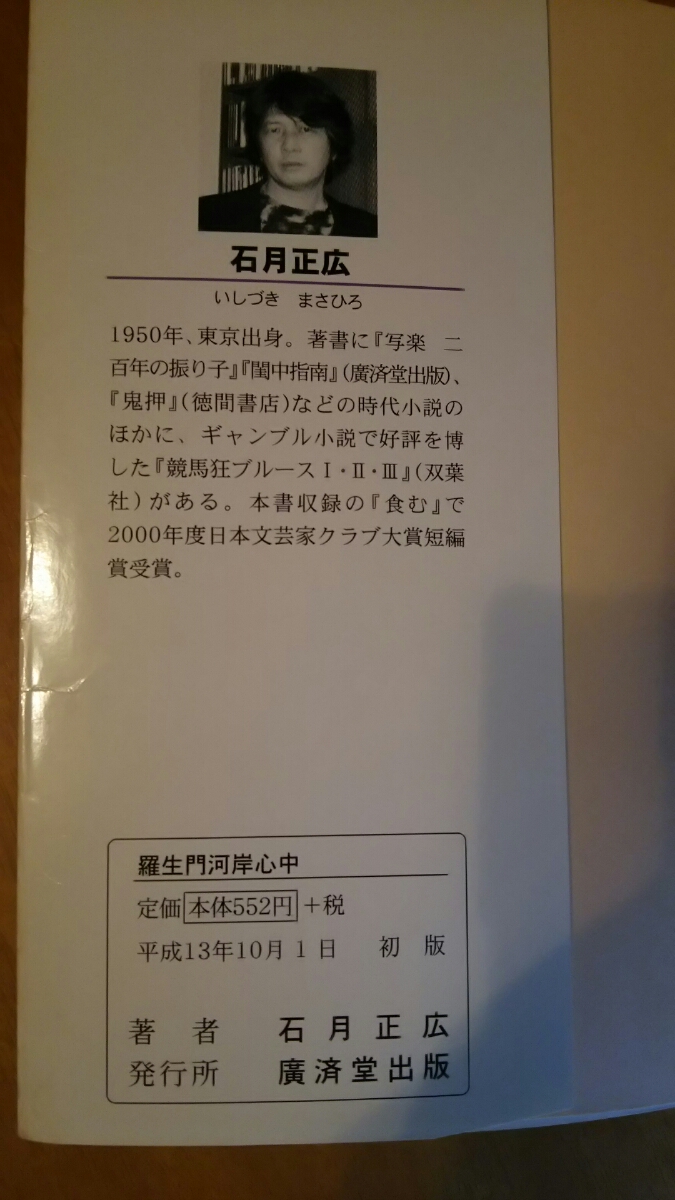 石月正広
いしづき　まさひろ
1950年、東京出身。著書に『写楽　二
百年の振り子』『閨中指南』(廣済堂出版)、
『鬼押』(徳間書店)などの時代小説の
ほかに、ギャンブル小説で好評を博
した『競馬狂ブルースⅠ・Ⅱ・Ⅲ』(双葉
社)がある。本書収録の『食む』で
2000年度日本文芸家クラブ大賞短編
賞受賞。
羅生門河岸心中
定価 本体552円 +税
平成13年10月1日　初　版
著　者　石月正広
発行所　廣済堂出版